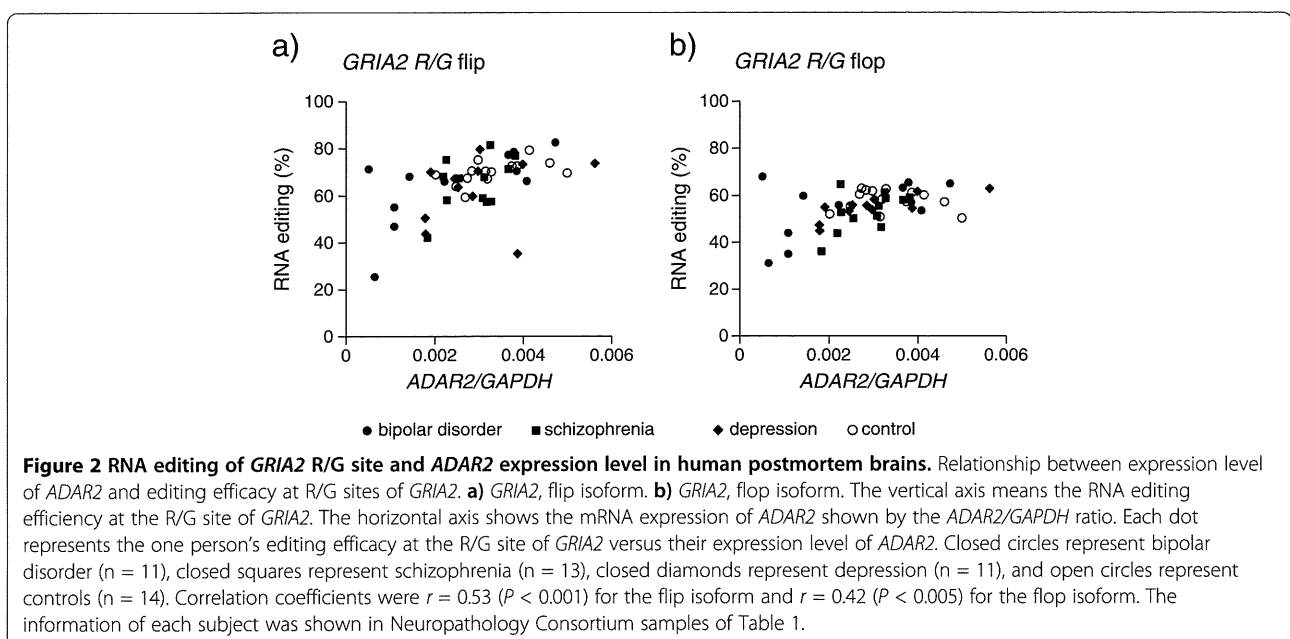 a)
GRIA2 R/G flip
100
80
60
40
20
0
RNA editing (%)
0 0.002 0.004 0.006
ADAR2/GAPDH
b)
GRIA2 R/G flop
100
80
60
40
20
0
RNA editing (%)
0 0.002 0.004 0.006
ADAR2/GAPDH
● bipolar disorder ■ schizophrenia ◆ depression ○ control
Figure 2 RNA editing of GRIA2 R/G site and ADAR2 expression level in human postmortem brains. Relationship between expression level
of ADAR2 and editing efficacy at R/G sites of GRIA2. a) GRIA2, flip isoform. b) GRIA2, flop isoform. The vertical axis means the RNA editing
efficiency at the R/G site of GRIA2. The horizontal axis shows the mRNA expression of ADAR2 shown by the ADAR2/GAPDH ratio. Each dot
represents the one person's editing efficacy at the R/G site of GRIA2 versus their expression level of ADAR2. Closed circles represent bipolar
disorder (n = 11), closed squares represent schizophrenia (n = 13), closed diamonds represent depression (n = 11), and open circles represent
controls (n = 14). Correlation coefficients were r = 0.53 (P < 0.001) for the flip isoform and r = 0.42 (P < 0.005) for the flop isoform. The
information of each subject was shown in Neuropathology Consortium samples of Table 1.